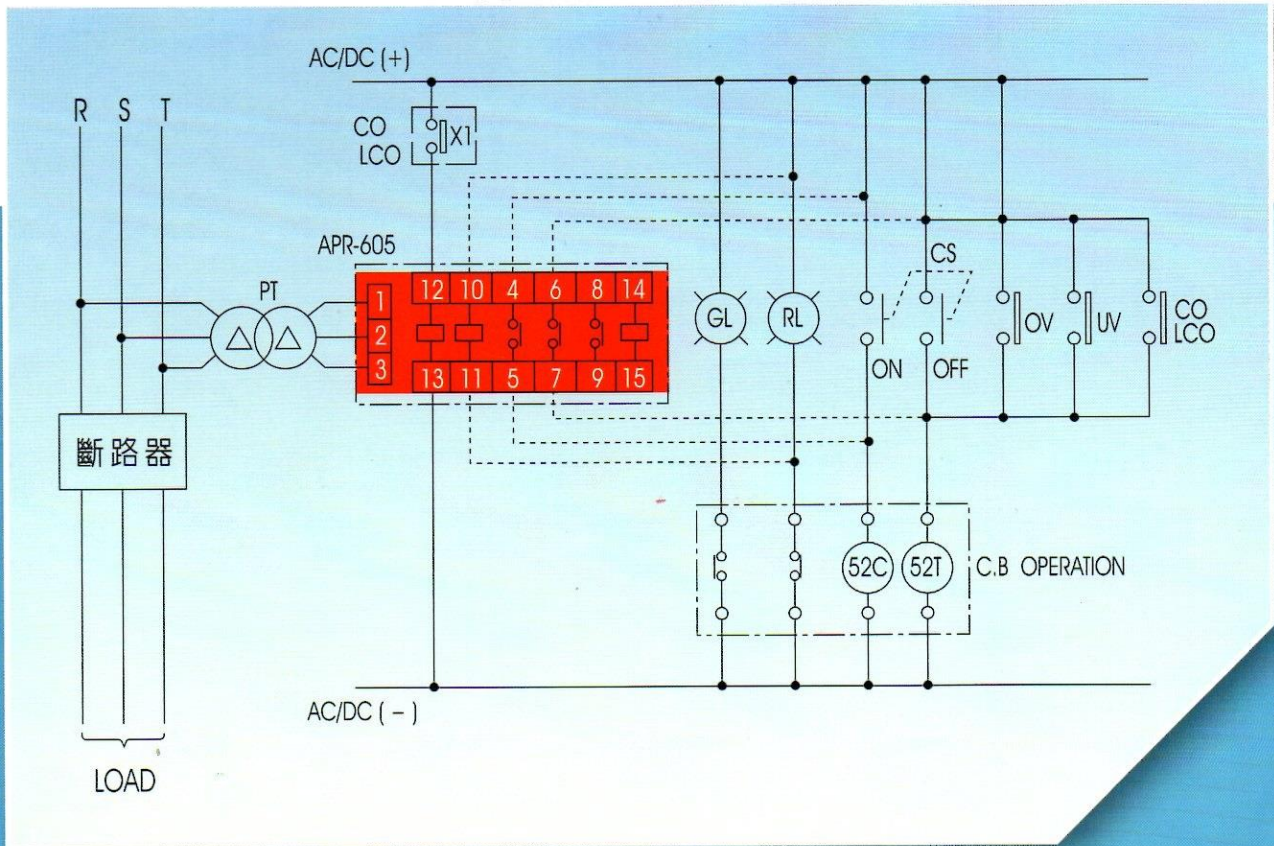 AC/DC (+)
R S T
CO
LCO
X1
APR-605
PT
1
2
3
12 10 4 6 8 14
13 11 5 7 9 15
GL
RL
CS
ON
OFF
OV
UV
CO
LCO
斷路器
52C
52T
C.B OPERATION
AC/DC ( − )
LOAD